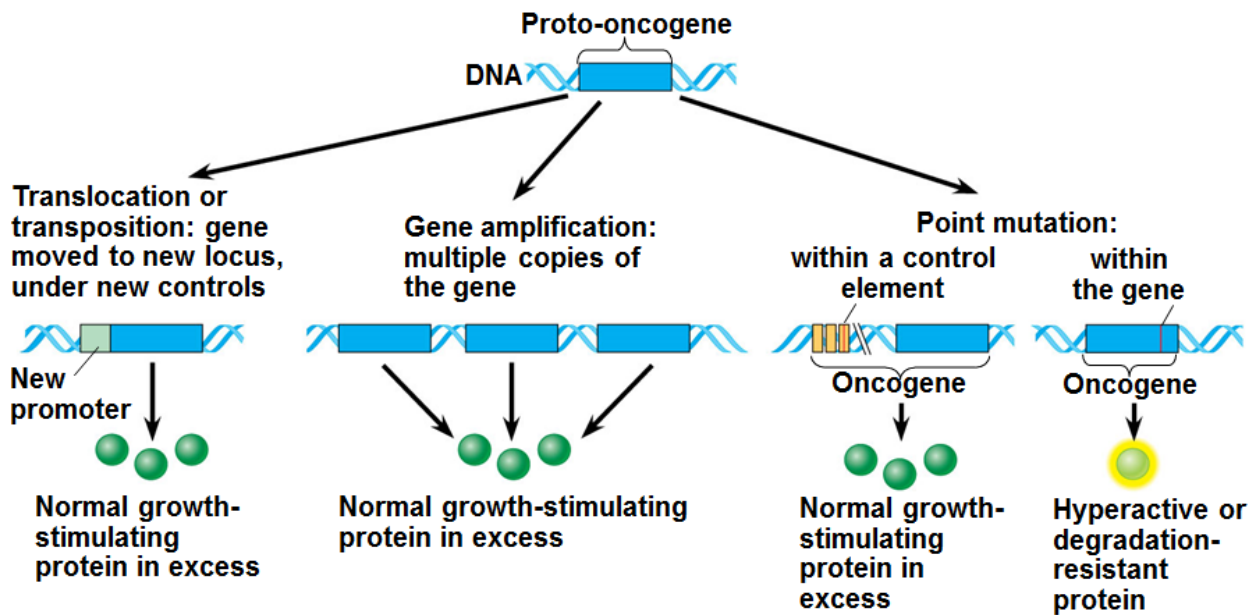 Proto-oncogene
DNA
Translocation or
transposition: gene
moved to new locus,
under new controls
New
promoter
Normal growth-
stimulating
protein in excess
Gene amplification:
multiple copies of
the gene
Normal growth-stimulating
protein in excess
Point mutation:
within a control
element
Oncogene
Normal growth-
stimulating
protein in
excess
within
the gene
Oncogene
Hyperactive or
degradation-
resistant
protein